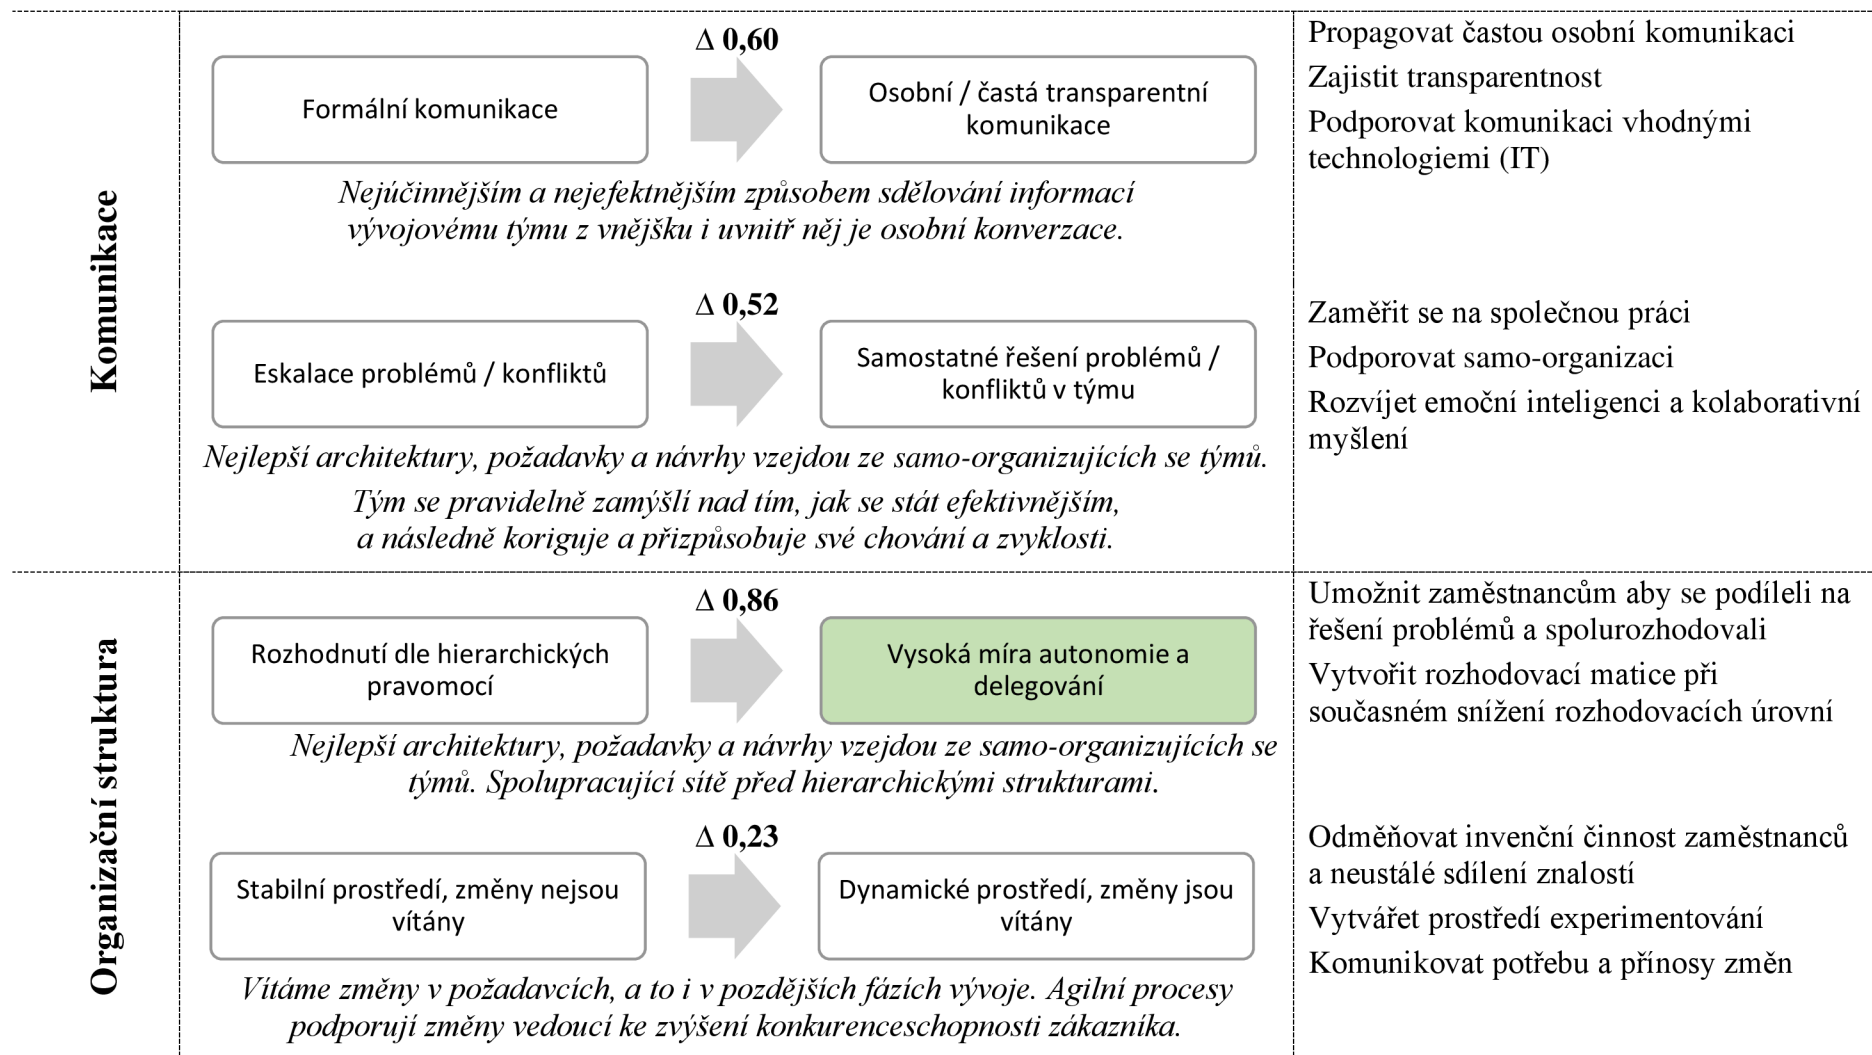 Komunikace
Δ 0,60
Formální komunikace
Osobní / častá transparentní
komunikace
Nejúčinnějším a nejefektnějším způsobem sdělování informací
vývojovému týmu z vnějšku i uvnitř něj je osobní konverzace.
Propagovat častou osobní komunikaci
Zajistit transparentnost
Podporovat komunikaci vhodnými
technologiemi (IT)
Δ 0,52
Eskalace problémů / konfliktů
Samostatné řešení problémů /
konfliktů v týmu
Nejlepší architektury, požadavky a návrhy vzejdou ze samo-organizujících se týmů.
Tým se pravidelně zamýšlí nad tím, jak se stát efektivnějším,
a následně koriguje a přizpůsobuje své chování a zvyklosti.
Zaměřit se na společnou práci
Podporovat samo-organizaci
Rozvíjet emoční inteligenci a kolaborativní
myšlení
Organizační struktura
Δ 0,86
Rozhodnutí dle hierarchických
pravomocí
Vysoká míra autonomie a
delegování
Nejlepší architektury, požadavky a návrhy vzejdou ze samo-organizujících se
týmů. Spolupracující sítě před hierarchickými strukturami.
Umožnit zaměstnancům aby se podíleli na
řešení problémů a spolurozhodovali
Vytvořit rozhodovací matice při
současném snížení rozhodovacích úrovní
Δ 0,23
Stabilní prostředí, změny nejsou
vítány
Dynamické prostředí, změny jsou
vítány
Vítáme změny v požadavcích, a to i v pozdějších fázích vývoje. Agilní procesy
podporují změny vedoucí ke zvýšení konkurenceschopnosti zákazníka.
Odměňovat invenční činnost zaměstnanců
a neustálé sdílení znalostí
Vytvářet prostředí experimentování
Komunikovat potřebu a přínosy změn